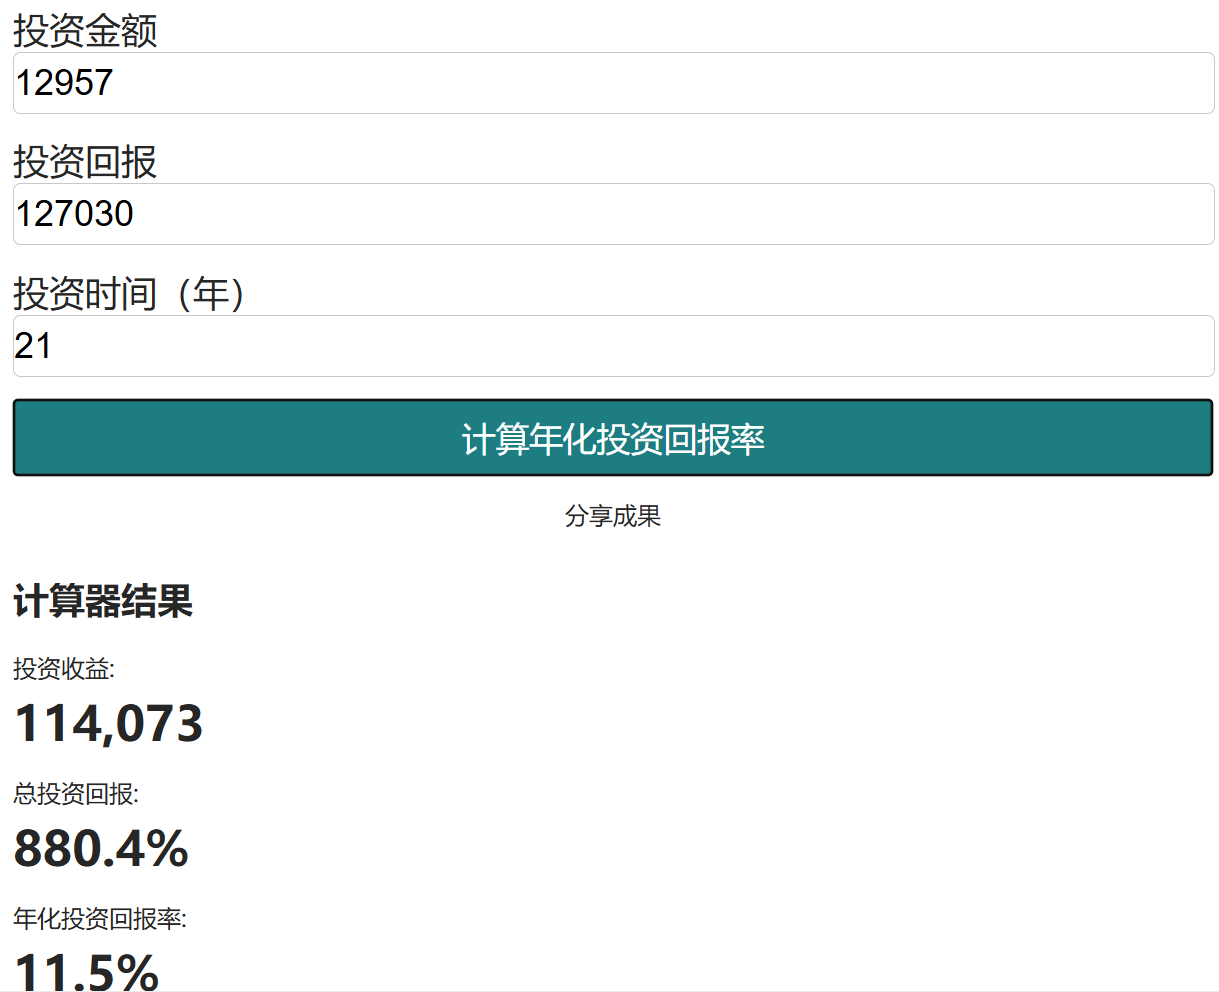 投资金额
12957
投资回报
127030
投资时间（年）
21
计算年化投资回报率
分享成果
计算器结果
投资收益:
114,073
总投资回报:
880.4%
年化投资回报率:
11.5%